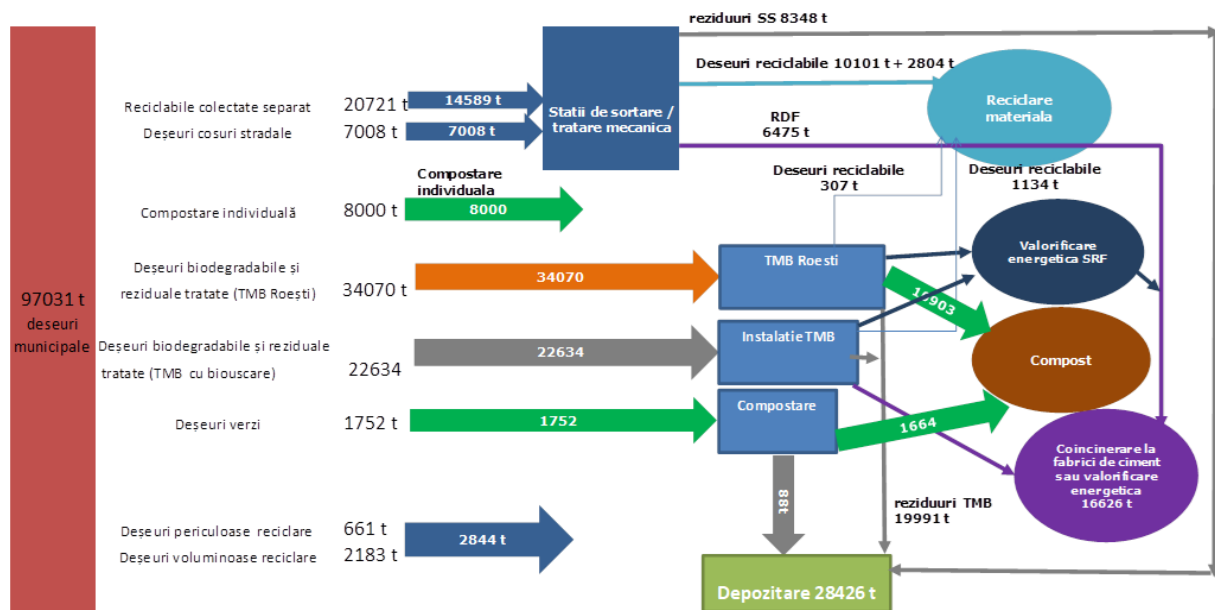 97031 t
deseuri
municipale
Reciclabile colectate separat
20721 t
14589 t
Deșeuri cosuri stradale
7008 t
7008 t
Statii de sortare /
tratare mecanica
reziduuri SS 8348 t
Deseuri reciclabile 10101 t + 2804 t
Reciclare
materiala
RDF
6475 t
Deseuri reciclabile
307 t
Deseuri reciclabile
1134 t
Compostare
individuala
Compostare individuală
8000 t
8000
Deșeuri biodegradabile și
reziduale tratate (TMB Roești)
34070 t
34070
TMB Roesti
Valorificare
energetica SRF
Deșeuri biodegradabile și reziduale
tratate (TMB cu biouscare)
22634
22634
Instalatie TMB
Compost
Deșeuri verzi
1752 t
1752
Compostare
1664
88t
Coincinerare la
fabrici de ciment
sau valorificare
energetica
16626 t
reziduuri TMB
19991 t
Deșeuri periculoase reciclare
661 t
Deșeuri voluminoase reciclare
2183 t
2844 t
Depozitare 28426 t